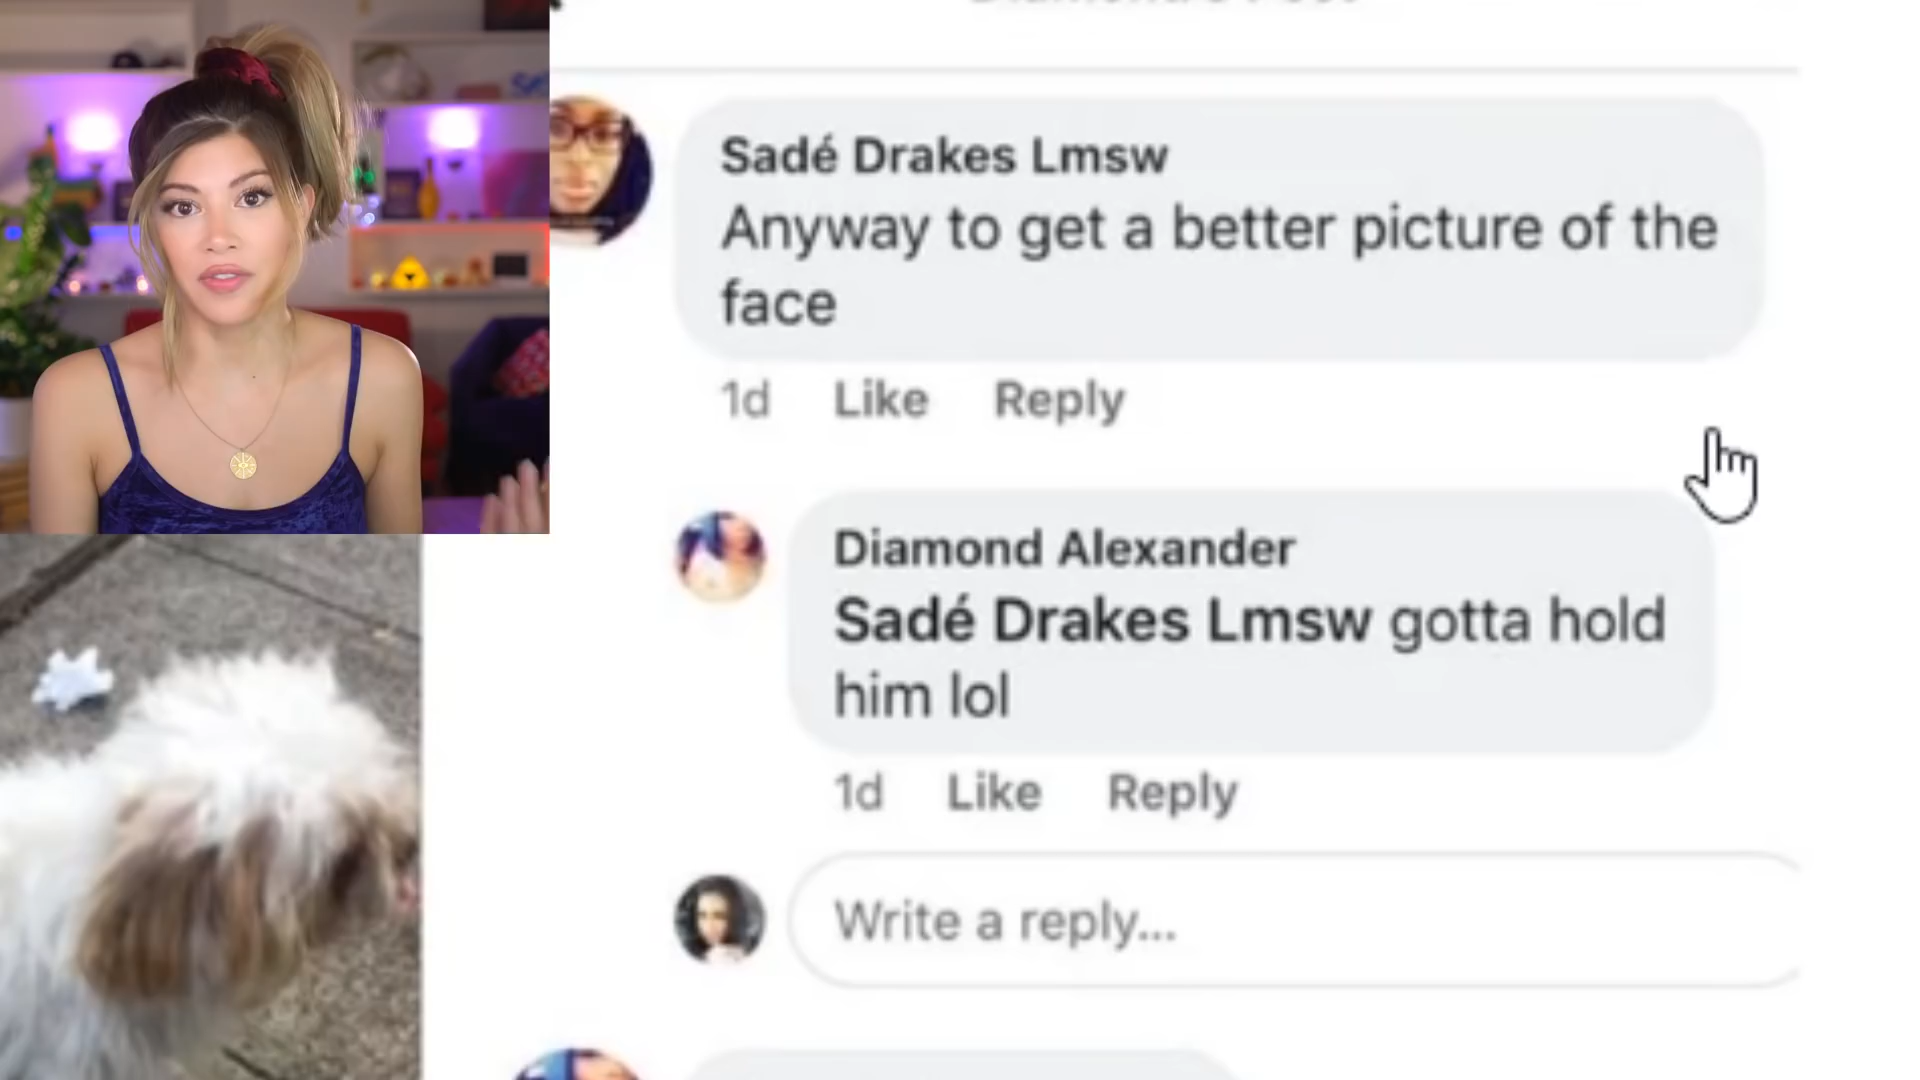 Sadé Drakes Lmsw
Anyway to get a better picture of the
face
1d Like Reply
Diamond Alexander
Sadé Drakes Lmsw gotta hold
him lol
1d Like Reply
Write a reply...